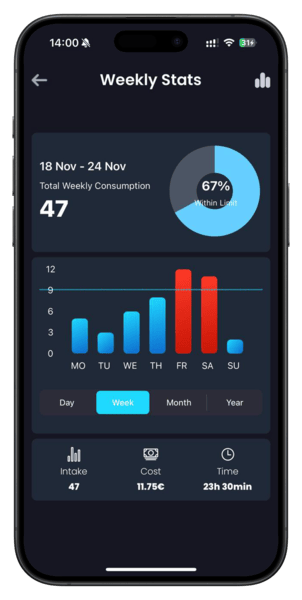 14:00 31+
Weekly Stats
18 Nov - 24 Nov
Total Weekly Consumption
47
67%
Within Limit
12
9
6
3
0
MO TU WE TH FR SA SU
Day Week Month Year
Intake Cost Time
47 11.75€ 23h 30min